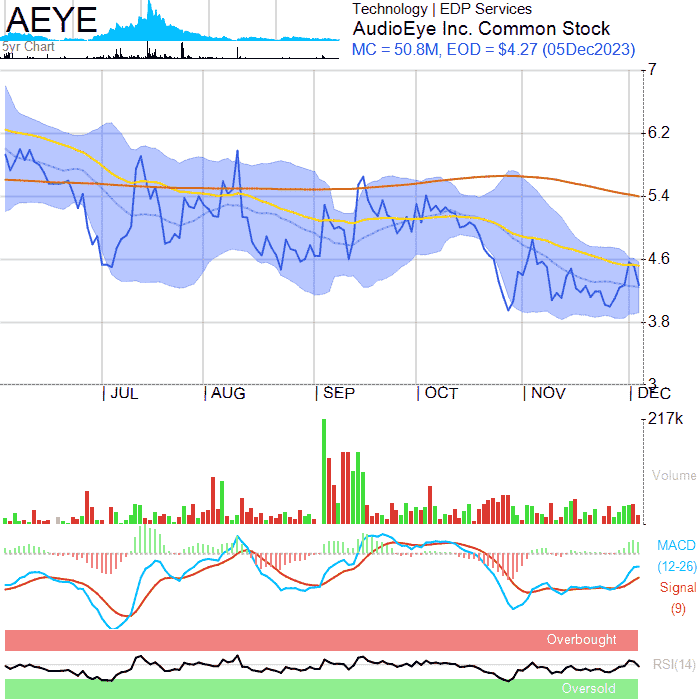 AEYE
5yr Chart
Technology | EDP Services
AudioEye Inc. Common Stock
MC = 50.8M, EOD = $4.27 (05Dec2023)
7
6.2
5.4
4.6
3.8
3
| JUL | AUG | SEP | OCT | NOV | DEC
217k
Volume
MACD
(12-26)
Signal
(9)
Overbought
RSI(14)
Oversold